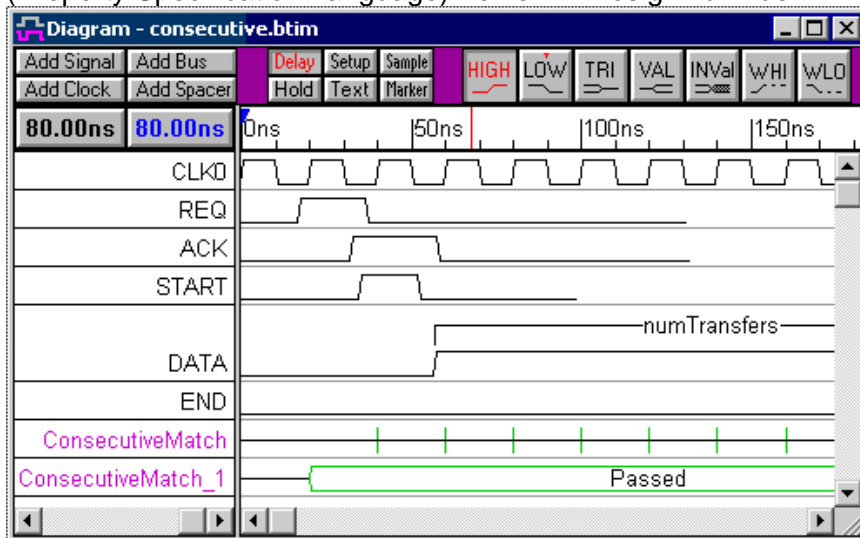 Diagram - consecutive.btim
Add Signal Add Bus Delay Setup Sample HIGH LOW TRI VAL INVal WHI WLO
Add Clock Add Spacer Hold Text Marker
80.00ns 80.00ns 0ns 50ns 100ns 150ns
CLK0
REQ
ACK
START
numTransfers
DATA
END
ConsecutiveMatch
ConsecutiveMatch_1 Passed